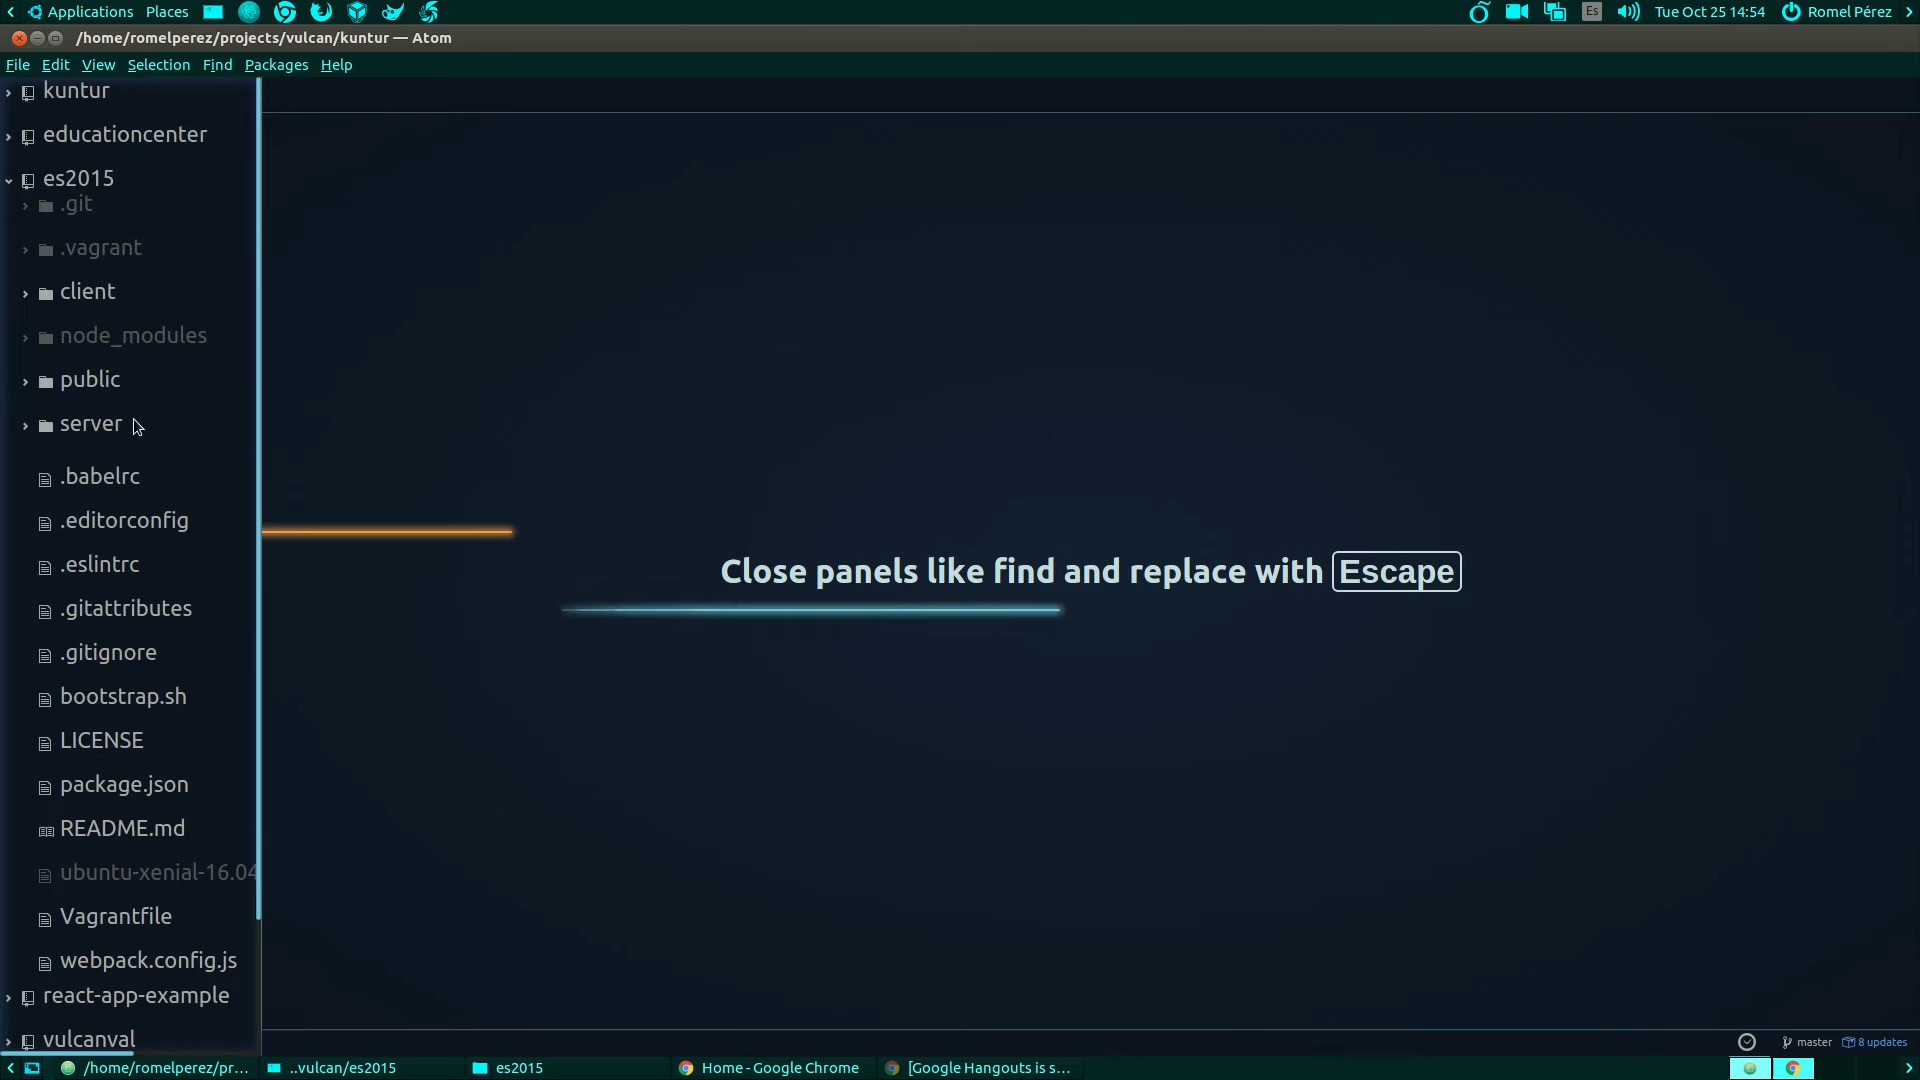 Applications Places Es Tue Oct 25 14:54 Romel Pérez
/home/romelperez/projects/vulcan/kuntur — Atom
File Edit View Selection Find Packages Help
kuntur
educationcenter
es2015
.git
.vagrant
client
node_modules
public
server
.babelrc
.editorconfig
.eslintrc
.gitattributes
.gitignore
bootstrap.sh
LICENSE
package.json
README.md
ubuntu-xenial-16.04
Vagrantfile
webpack.config.js
react-app-example
vulcanval
Close panels like find and replace with Escape
master 8 updates
/home/romelperez/pr... ..vulcan/es2015 es2015 Home - Google Chrome [Google Hangouts is s...